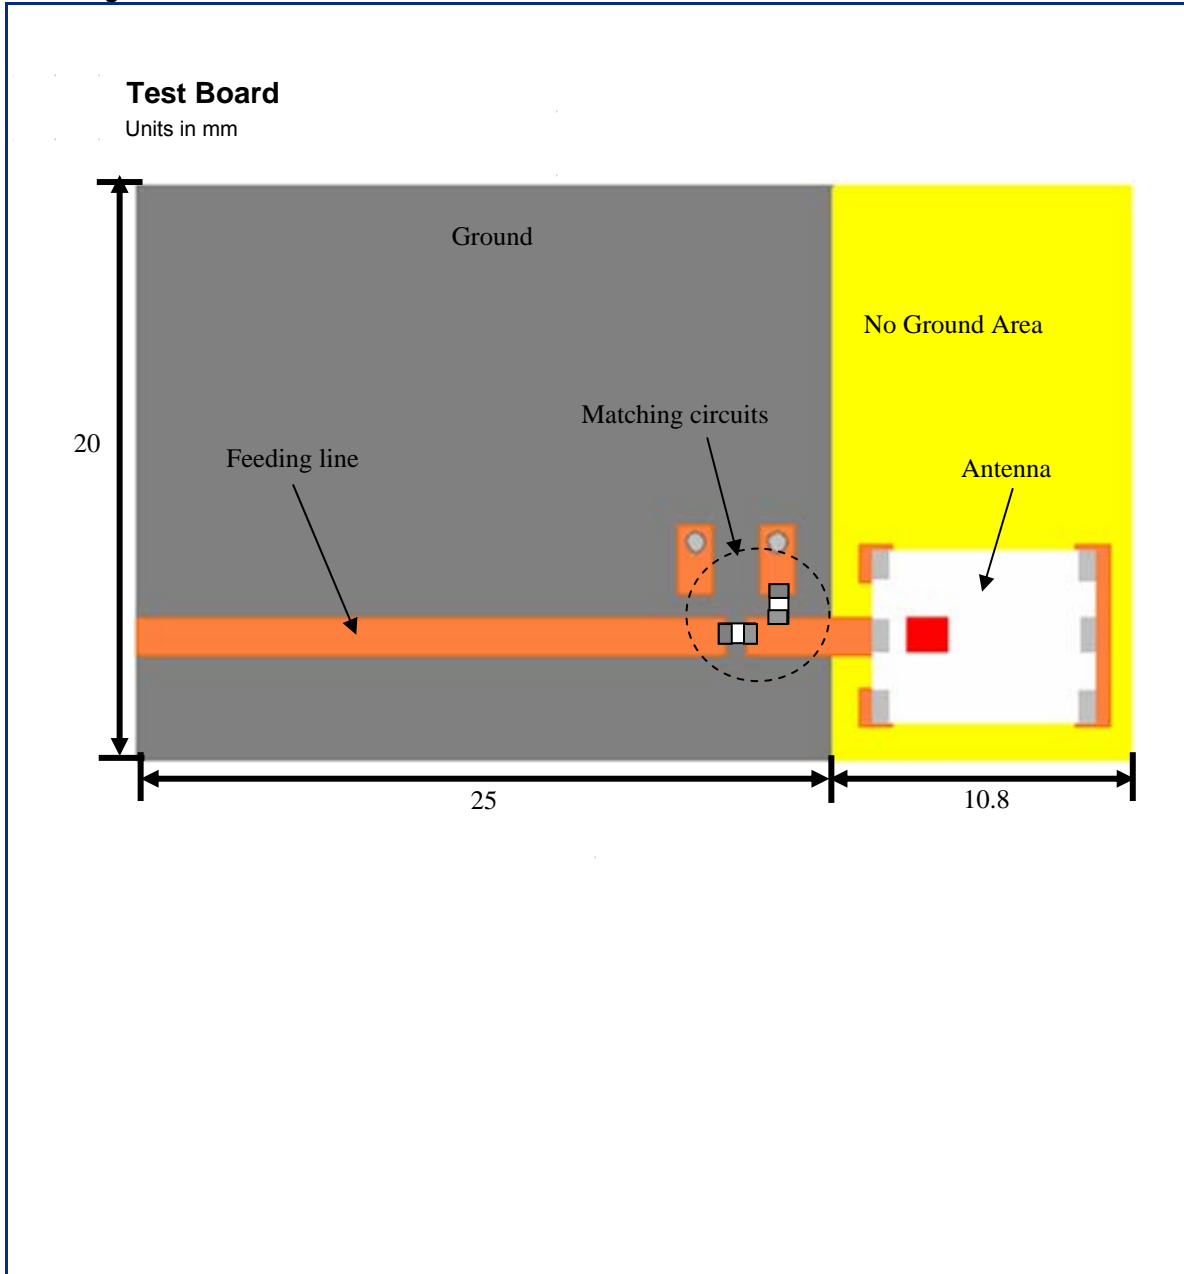 Test Board
Units in mm
Ground
No Ground Area
Matching circuits
20
Feeding line
Antenna
25
10.8